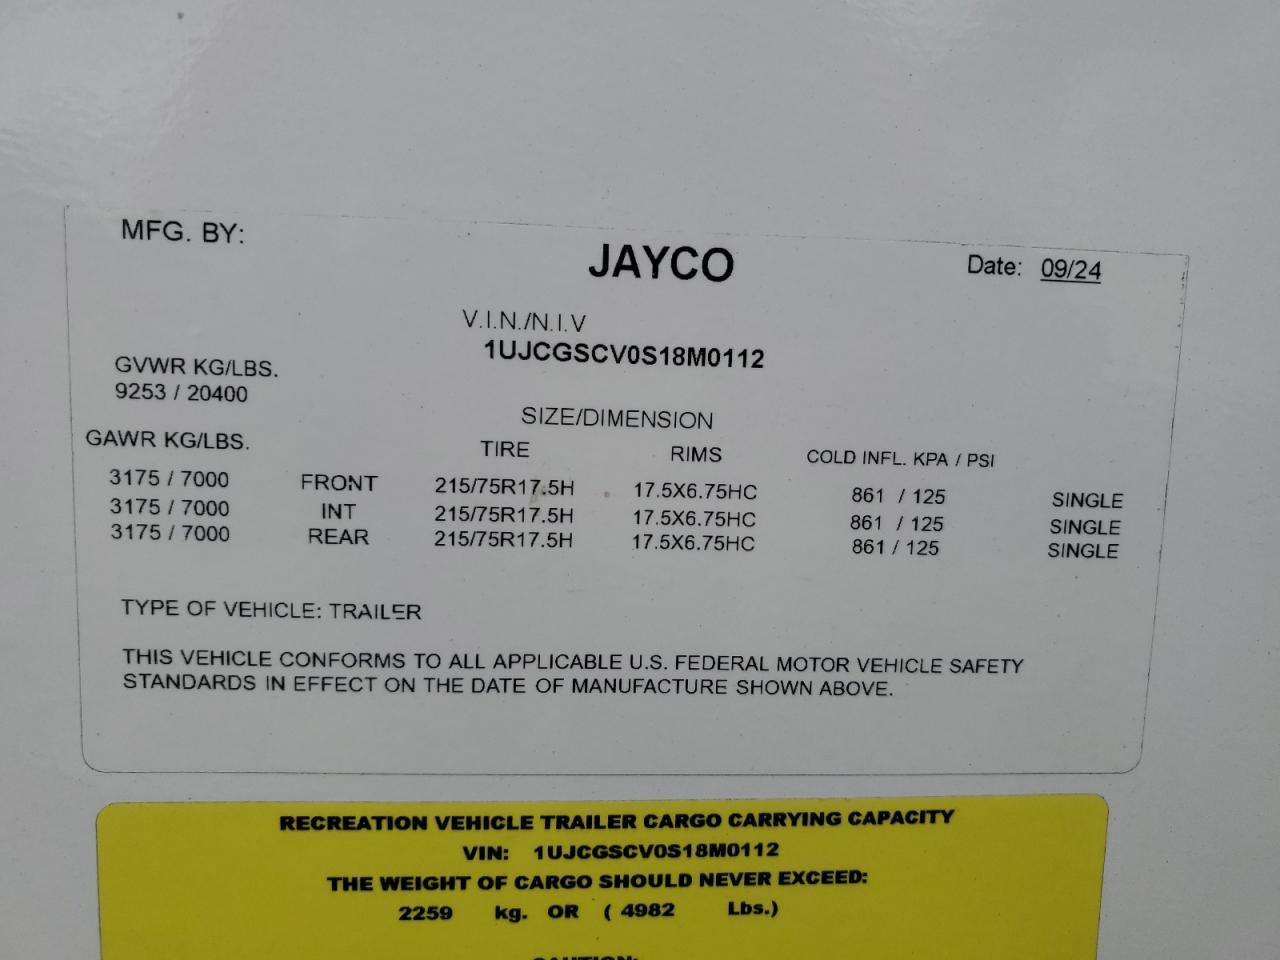 MFG. BY:
JAYCO
Date: 09/24
V.I.N./N.I.V
1UJCGSCV0S18M0112
GVWR KG/LBS.
9253 / 20400
SIZE/DIMENSION
GAWR KG/LBS. TIRE RIMS COLD INFL. KPA / PSI
3175 / 7000 FRONT 215/75R17.5H 17.5X6.75HC 861 / 125 SINGLE
3175 / 7000 INT 215/75R17.5H 17.5X6.75HC 861 / 125 SINGLE
3175 / 7000 REAR 215/75R17.5H 17.5X6.75HC 861 / 125 SINGLE
TYPE OF VEHICLE: TRAILER
THIS VEHICLE CONFORMS TO ALL APPLICABLE U.S. FEDERAL MOTOR VEHICLE SAFETY
STANDARDS IN EFFECT ON THE DATE OF MANUFACTURE SHOWN ABOVE.
RECREATION VEHICLE TRAILER CARGO CARRYING CAPACITY
VIN: 1UJCGSCV0S18M0112
THE WEIGHT OF CARGO SHOULD NEVER EXCEED:
2259 kg. OR ( 4982 Lbs.)
CAUTION: